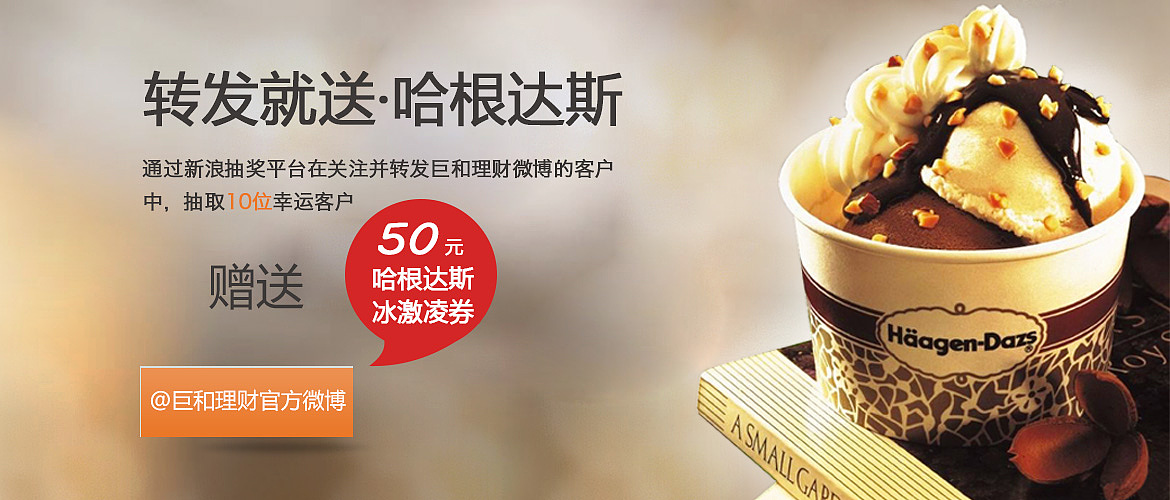 转发就送·哈根达斯
通过新浪抽奖平台在关注并转发巨和理财微博的客户
中，抽取10位幸运客户
赠送
50元
哈根达斯
冰激凌券
@巨和理财官方微博
Häagen-Dazs
A SMALL GARD